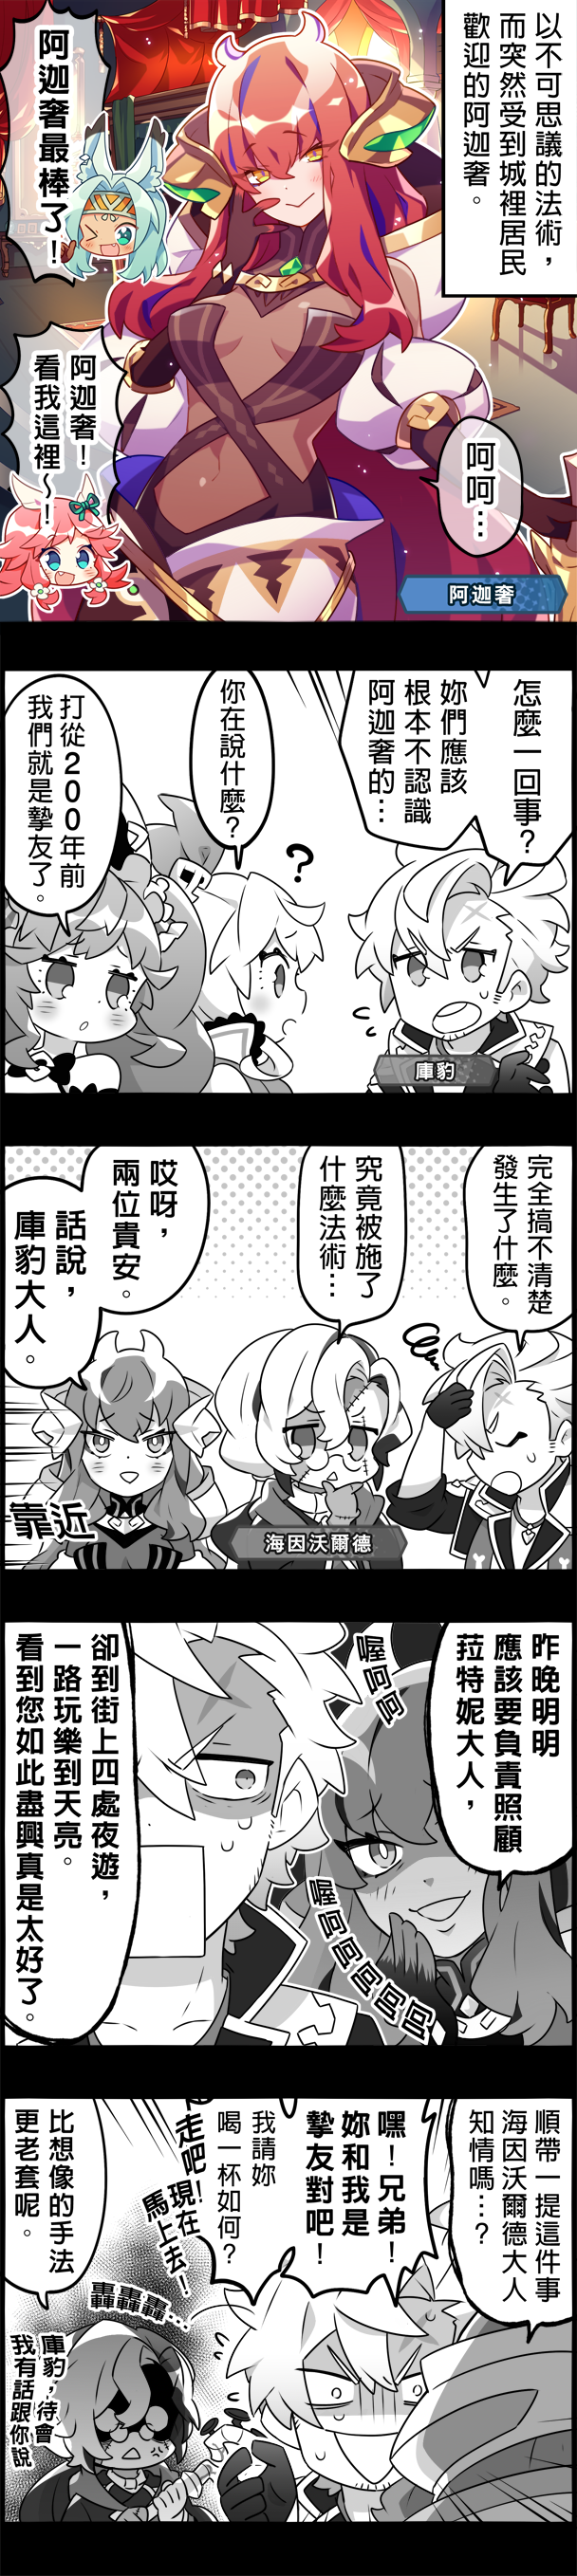 以不可思議的法術，
而突然受到城裡居民
歡迎的阿迦奢。
阿迦奢最棒了！
阿迦奢！
看我這裡～！
呵呵…
阿迦奢
怎麼一回事？
妳們應該
根本不認識
阿迦奢的…
你在說什麼？
?
打從200年前
我們就是摯友了。
庫豹
完全搞不清楚
發生了什麼。
究竟被施了
什麼法術…
哎呀，
兩位貴安。
話說，
庫豹大人。
靠近
海因沃爾德
昨晚明明
應該要負責照顧
菈特妮大人，
喔呵呵
喔呵呵呵呵呵
卻到街上四處夜遊，
一路玩樂到天亮。
看到您如此盡興真是太好了。
順帶一提這件事
海因沃爾德大人
知情嗎…？
嘿！兄弟！
妳和我是
摯友對吧！
我請妳
喝一杯如何？
走吧！現在
馬上去！
比想像的手法
更老套呢。
轟轟轟…
庫豹，待會
我有話跟你說